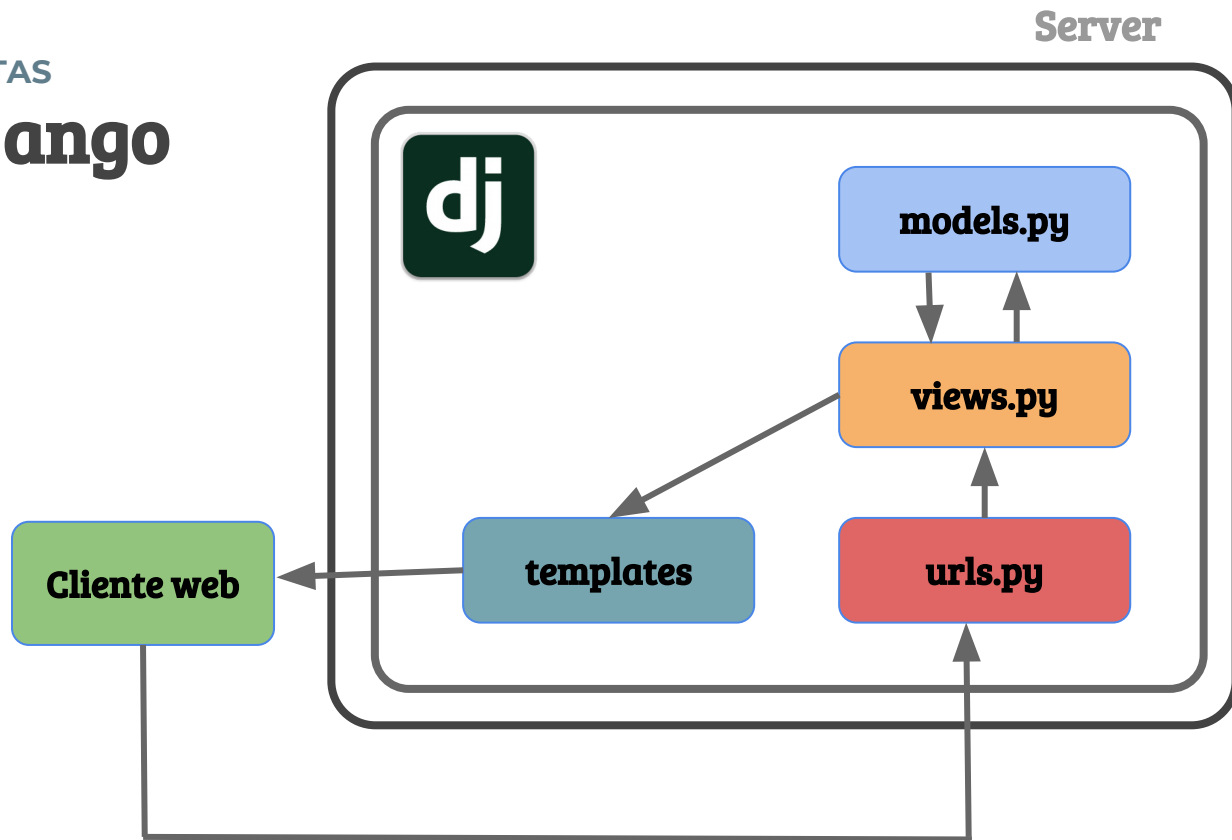 Server
TAS
ango
dj
models.py
views.py
templates
urls.py
Cliente web